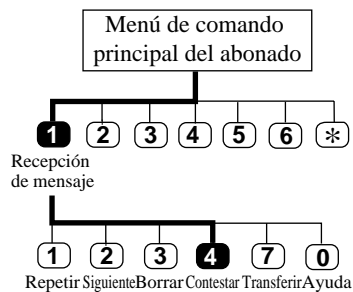 Menú de comando
principal del abonado
1 2 3 4 5 6 *
Recepción
de mensaje
1 2 3 4 7 0
Repetir Siguiente Borrar Contestar Transferir Ayuda